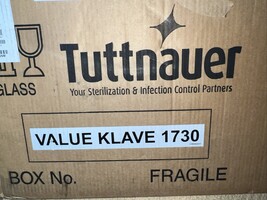 Tuttnauer
GLASS
Your Sterilization & Infection Control Partners
VALUE KLAVE 1730
BOX No.
FRAGILE